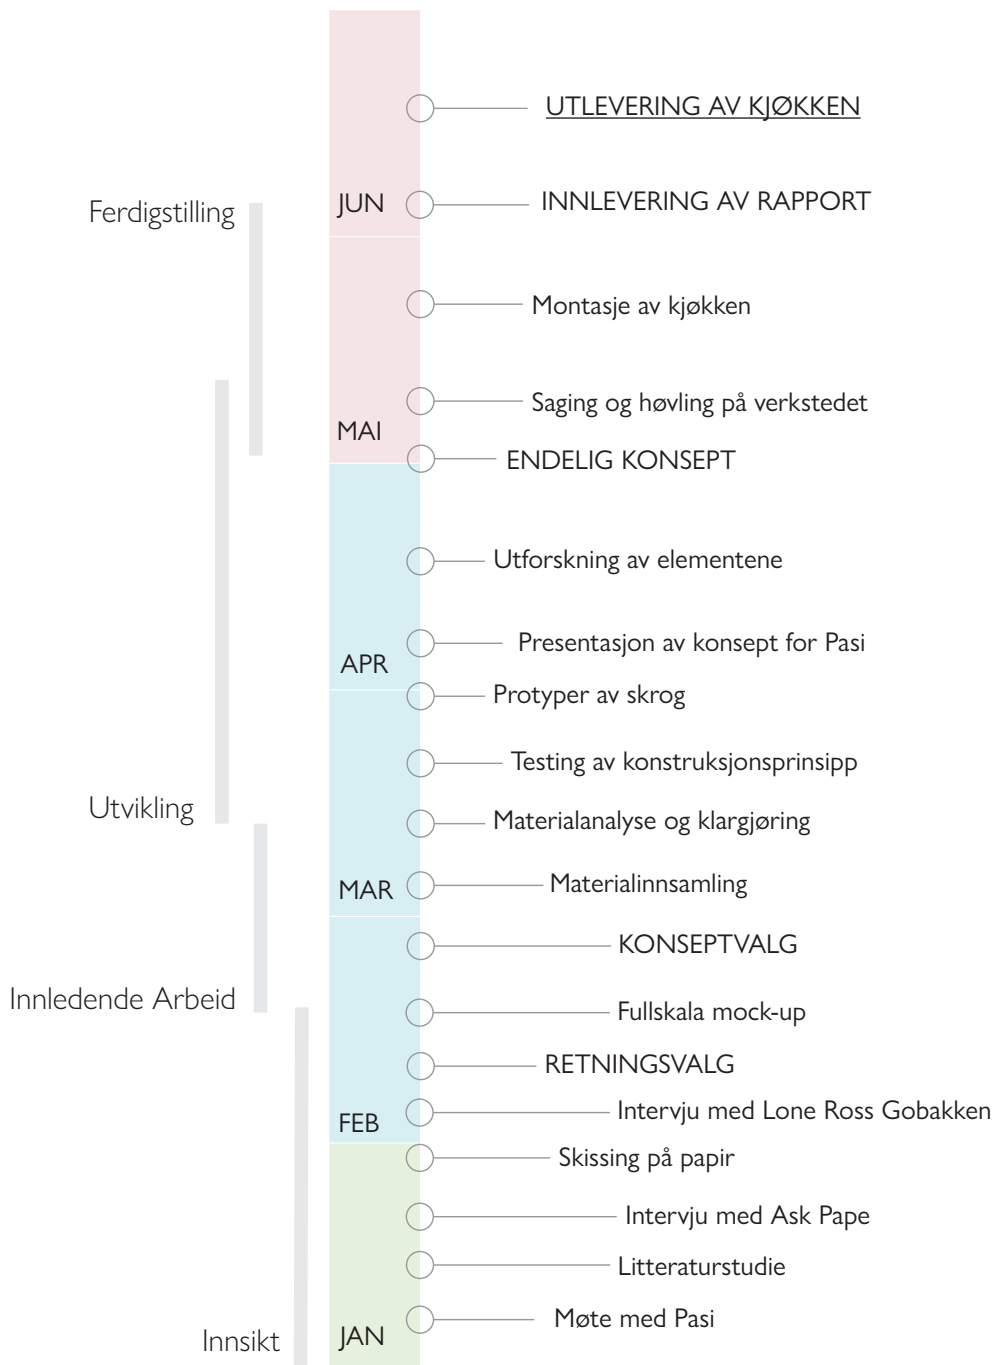 UTLEVERING AV KJØKKEN
JUN
INNLEVERING AV RAPPORT
Ferdigstilling
Montasje av kjøkken
Saging og høvling på verkstedet
MAI
ENDELIG KONSEPT
Utforskning av elementene
Presentasjon av konsept for Pasi
APR
Protyper av skrog
Testing av konstruksjonsprinsipp
Utvikling
Materialanalyse og klargjøring
MAR
Materialinnsamling
KONSEPTVALG
Innledende Arbeid
Fullskala mock-up
RETNINGSVALG
Intervju med Lone Ross Gobakken
FEB
Skissing på papir
Intervju med Ask Pape
Litteraturstudie
Møte med Pasi
JAN
Innsikt